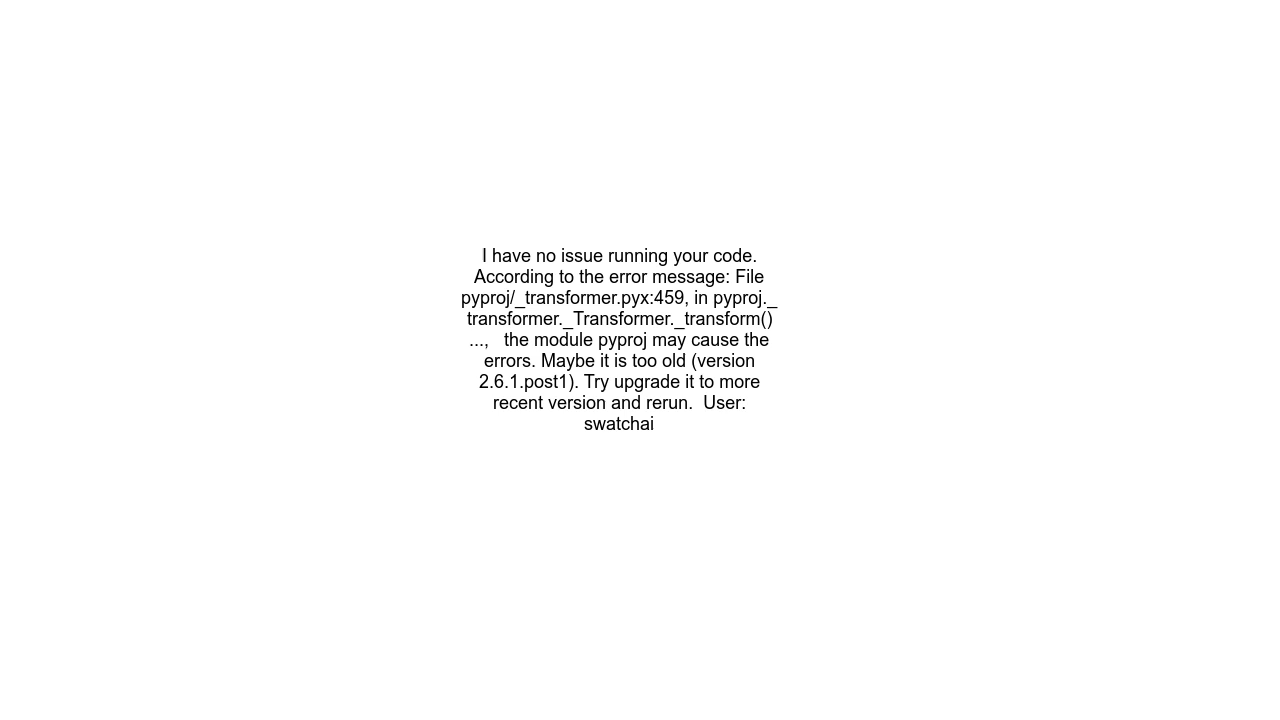 I have no issue running your code.
According to the error message: File
pyproj/_transformer.pyx:459, in pyproj._
transformer._Transformer._transform()
...,   the module pyproj may cause the
errors. Maybe it is too old (version
2.6.1.post1). Try upgrade it to more
recent version and rerun.  User:
swatchai